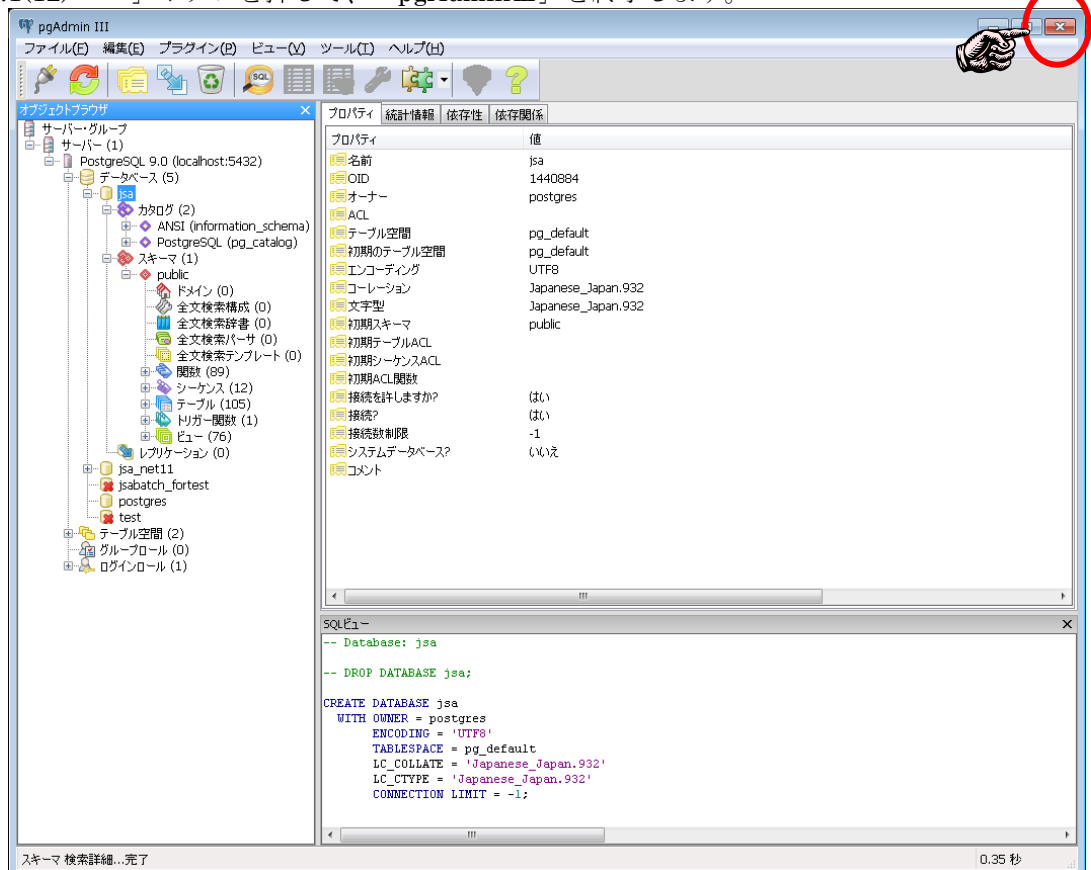 pgAdmin III
ファイル(F) 編集(E) プラグイン(P) ビュー(V) ツール(T) ヘルプ(H)
SQL
オブジェクトブラウザ
サーバー・グループ
サーバー (1)
PostgreSQL 9.0 (localhost:5432)
データベース (5)
jsa
カタログ (2)
ANSI (information_schema)
PostgreSQL (pg_catalog)
スキーマ (1)
public
ドメイン (0)
全文検索構成 (0)
全文検索辞書 (0)
全文検索パーサ (0)
全文検索テンプレート (0)
関数 (89)
シーケンス (12)
テーブル (105)
トリガー関数 (1)
ビュー (76)
レプリケーション (0)
jsa_net11
jsabatch_fortest
postgres
test
テーブル空間 (2)
グループロール (0)
ログインロール (1)
プロパティ 統計情報 依存性 依存関係
プロパティ 値
名前 jsa
OID 1440884
オーナー postgres
ACL
テーブル空間 pg_default
初期のテーブル空間 pg_default
エンコーディング UTF8
コーレーション Japanese_Japan.932
文字型 Japanese_Japan.932
初期スキーマ public
初期テーブルACL
初期シーケンスACL
初期ACL関数
接続を許しますか? はい
接続? はい
接続数制限 -1
システムデータベース? いいえ
コメント
SQLビュー
-- Database: jsa
-- DROP DATABASE jsa;
CREATE DATABASE jsa
WITH OWNER = postgres
ENCODING = 'UTF8'
TABLESPACE = pg_default
LC_COLLATE = 'Japanese_Japan.932'
LC_CTYPE = 'Japanese_Japan.932'
CONNECTION LIMIT = -1;
スキーマ 検索詳細...完了 0.35 秒